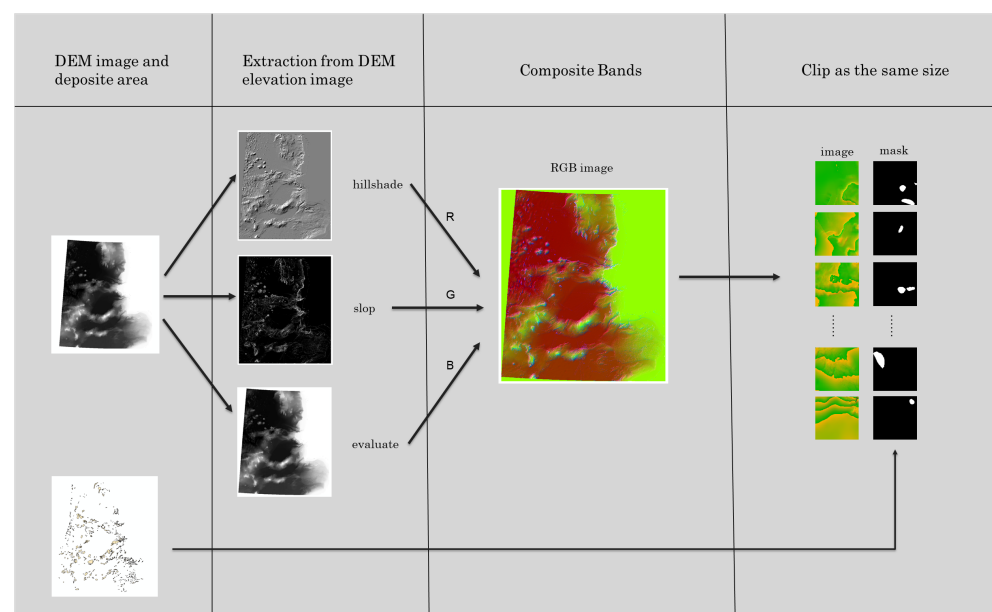 DEM image and
deposite area
Extraction from DEM
elevation image
Composite Bands
Clip as the same size
image
mask
RGB image
hillshade
R
slop
G
B
evaluate